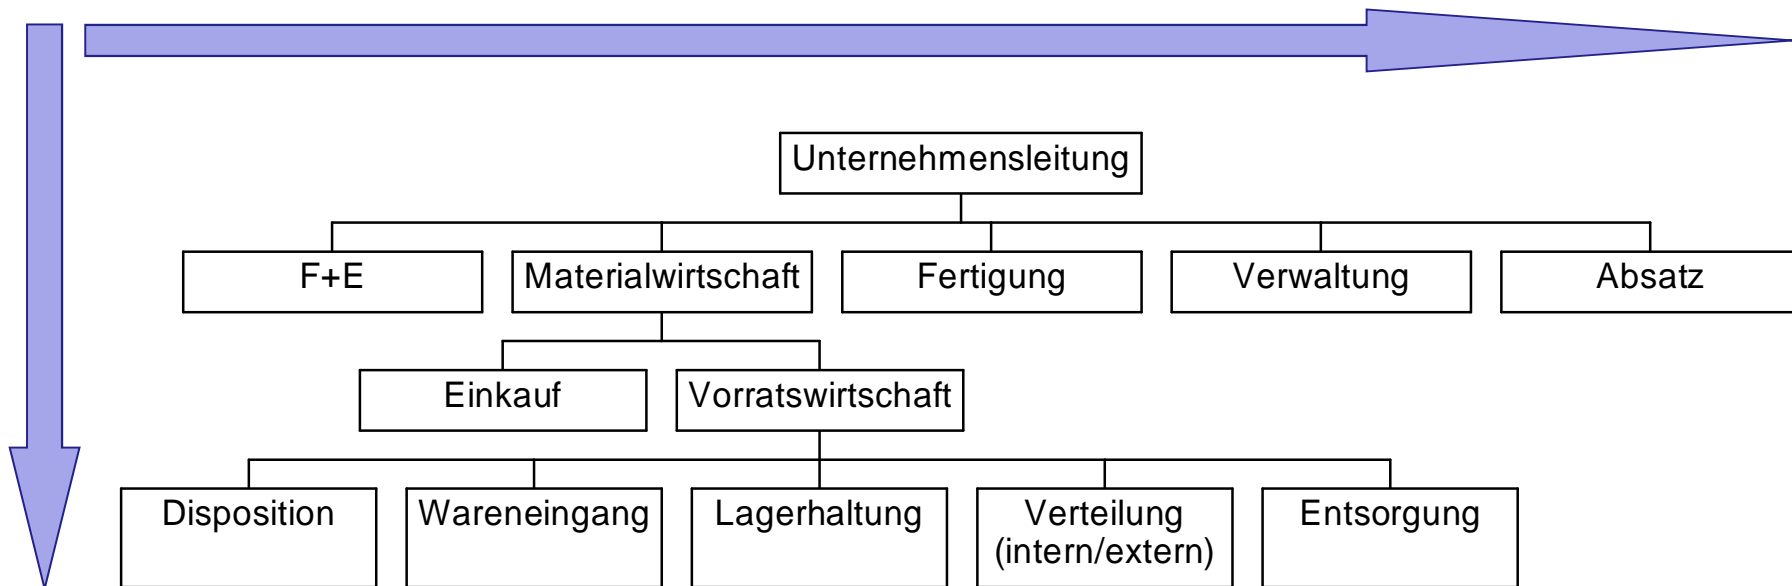 Unternehmensleitung
F+E
Materialwirtschaft
Fertigung
Verwaltung
Absatz
Einkauf
Vorratswirtschaft
Disposition
Wareneingang
Lagerhaltung
Verteilung
(intern/extern)
Entsorgung